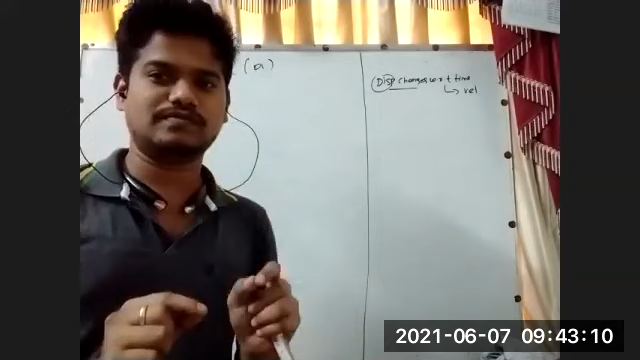 (a)
(Disp changes w.r.t time
↳ vel
2021-06-07 09:43:10